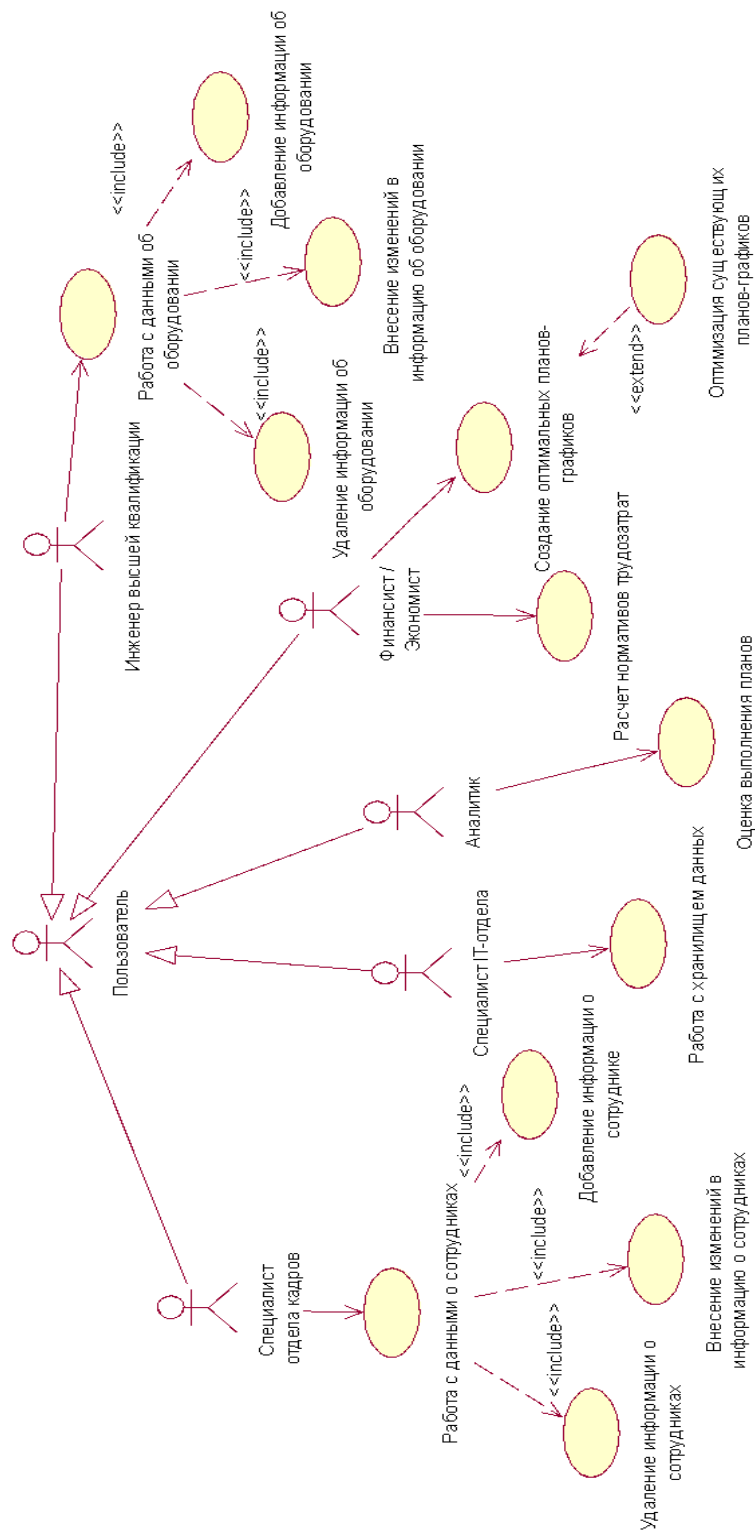 Пользователь
Инженер высшей квалификации
Специалист
отдела кадров
Специалист IT-отдела
Аналитик
Финансист /
Экономист
Работа с данными об
оборудовании
<<include>>
Добавление информации об
оборудовании
<<include>>
Внесение изменений в
информацию об оборудовании
<<include>>
Удаление информации об
оборудовании
Создание оптимальных планов-
графиков
<<extend>>
Оптимизация существующих
планов-графиков
Расчет нормативов трудозатрат
Оценка выполнения планов
Работа с хранилищем данных
Работа с данными о сотрудниках
<<include>>
Добавление информации о
сотруднике
<<include>>
Внесение изменений в
информацию о сотрудниках
<<include>>
Удаление информации о
сотрудниках